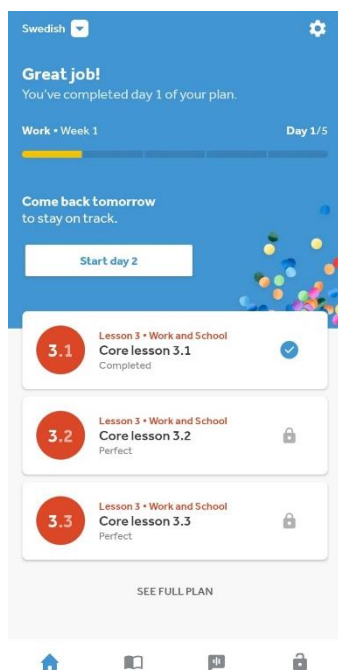 Swedish
Great job!
You've completed day 1 of your plan.
Work • Week 1
Day 1/5
Come back tomorrow
to stay on track.
Start day 2
3.1
Lesson 3 • Work and School
Core lesson 3.1
Completed
3.2
Lesson 3 • Work and School
Core lesson 3.2
Perfect
3.3
Lesson 3 • Work and School
Core lesson 3.3
Perfect
SEE FULL PLAN